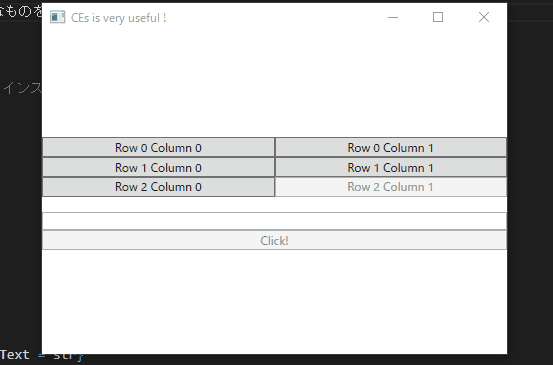 なものを
CEs is very useful !
インス
Row 0 Column 0 Row 0 Column 1
Row 1 Column 0 Row 1 Column 1
Row 2 Column 0 Row 2 Column 1
Click!
Text = str}